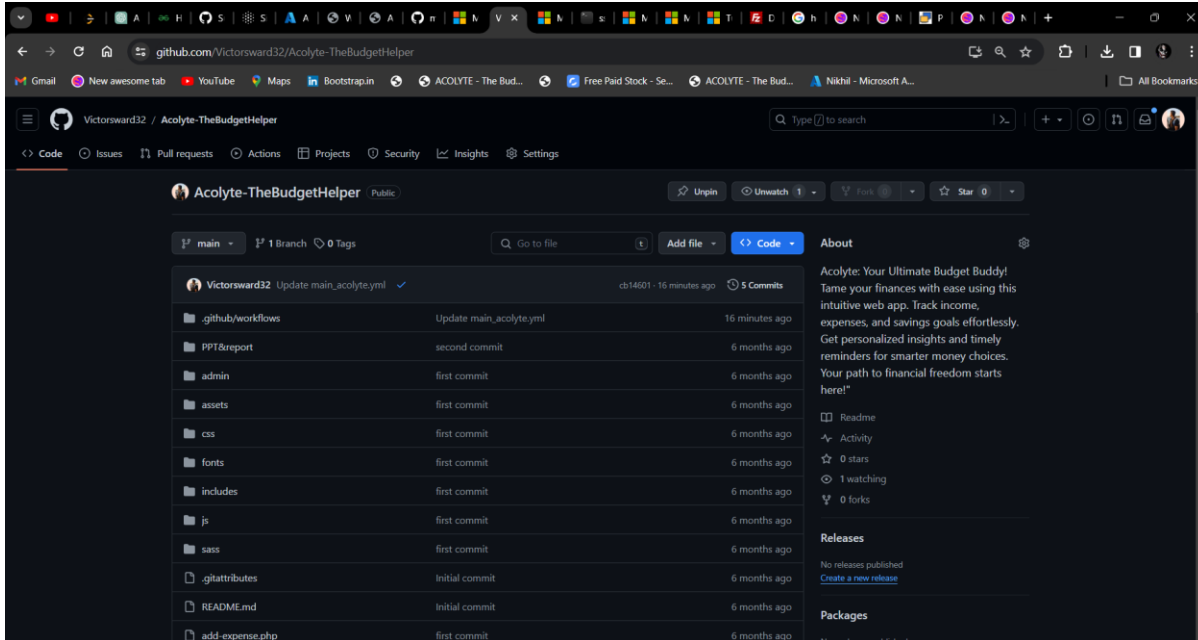 A H S S A V A m N V N s: N N T D h N N P N N
github.com/Victorsward32/Acolyte-TheBudgetHelper
Gmail New awesome tab YouTube Maps Bootstrap.in ACOLYTE - The Bud... Free Paid Stock - Se... ACOLYTE - The Bud... Nikhil - Microsoft A... All Bookmarks
Victorsward32 / Acolyte-TheBudgetHelper Type / to search
Code Issues Pull requests Actions Projects Security Insights Settings
Acolyte-TheBudgetHelper Public Unpin Unwatch 1 Fork 0 Star 0
main 1 Branch 0 Tags Go to file t Add file Code
Victorsward32 Update main_acolyte.yml cb14601 · 16 minutes ago 5 Commits
.github/workflows Update main_acolyte.yml 16 minutes ago
PPT&report second commit 6 months ago
admin first commit 6 months ago
assets first commit 6 months ago
css first commit 6 months ago
fonts first commit 6 months ago
includes first commit 6 months ago
js first commit 6 months ago
sass first commit 6 months ago
.gitattributes Initial commit 6 months ago
README.md Initial commit 6 months ago
add-expense.php first commit 6 months ago
About
Acolyte: Your Ultimate Budget Buddy!
Tame your finances with ease using this
intuitive web app. Track income,
expenses, and savings goals effortlessly.
Get personalized insights and timely
reminders for smarter money choices.
Your path to financial freedom starts
here!"
Readme
Activity
0 stars
1 watching
0 forks
Releases
No releases published
Create a new release
Packages